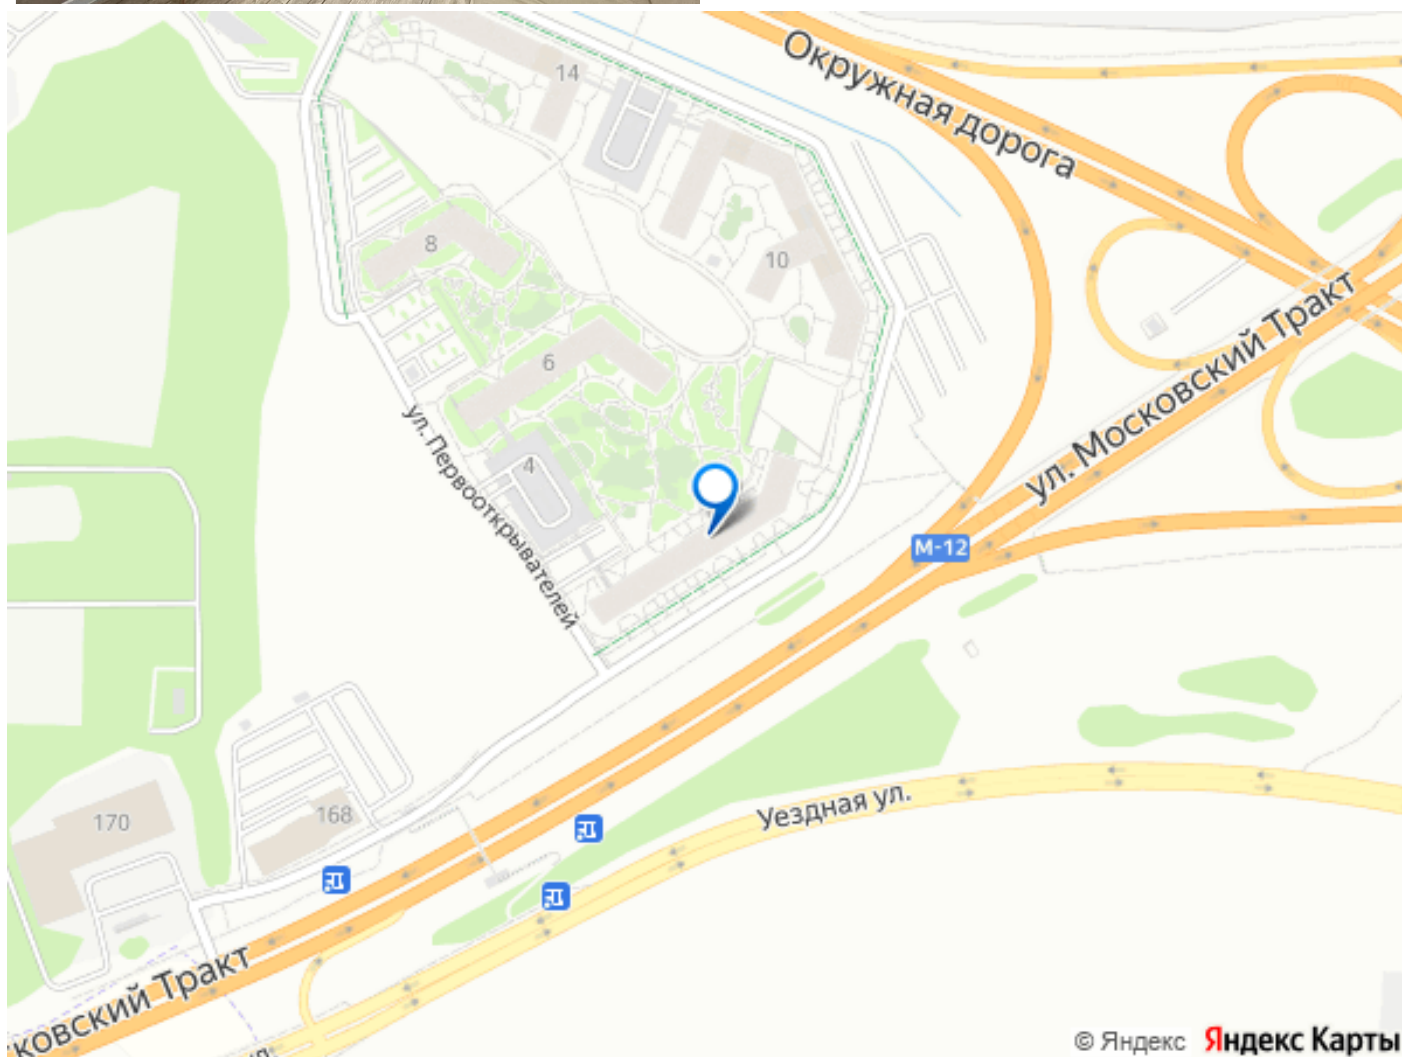 14
Окружная дорога
8
10
6
ул. Московский Тракт
ул. Первооткрывателей
4
М-12
Уездная ул.
168
170
ковский Тракт
ул.
© Яндекс Яндекс Карты